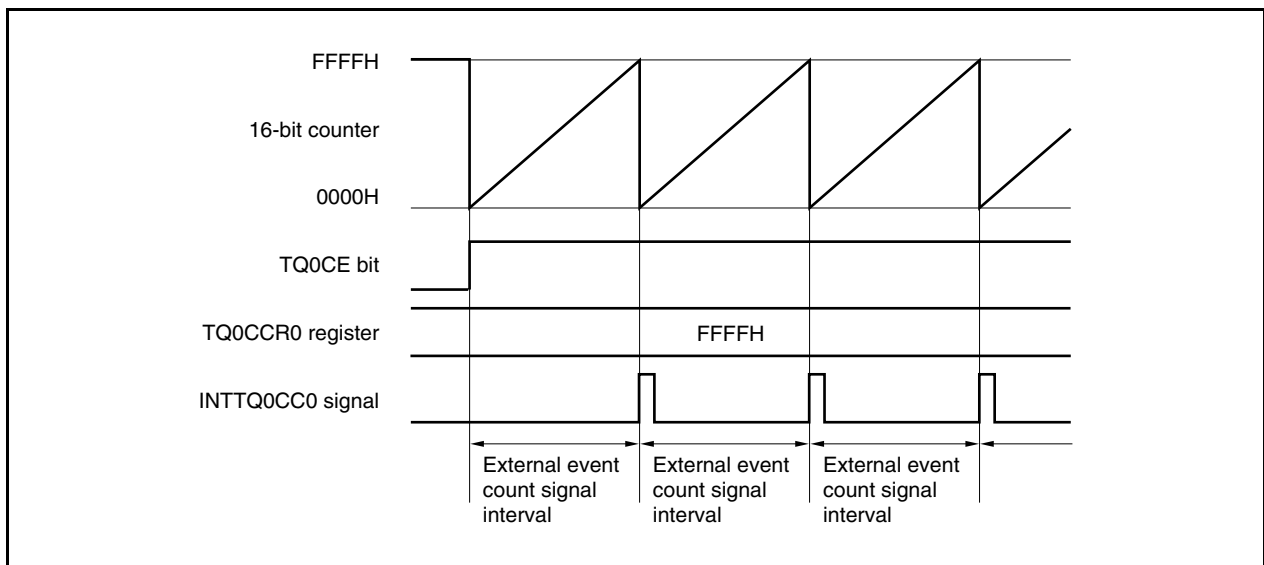 FFFFH
16-bit counter
0000H
TQ0CE bit
TQ0CCR0 register
FFFFH
INTTQ0CC0 signal
External event
count signal
interval
External event
count signal
interval
External event
count signal
interval